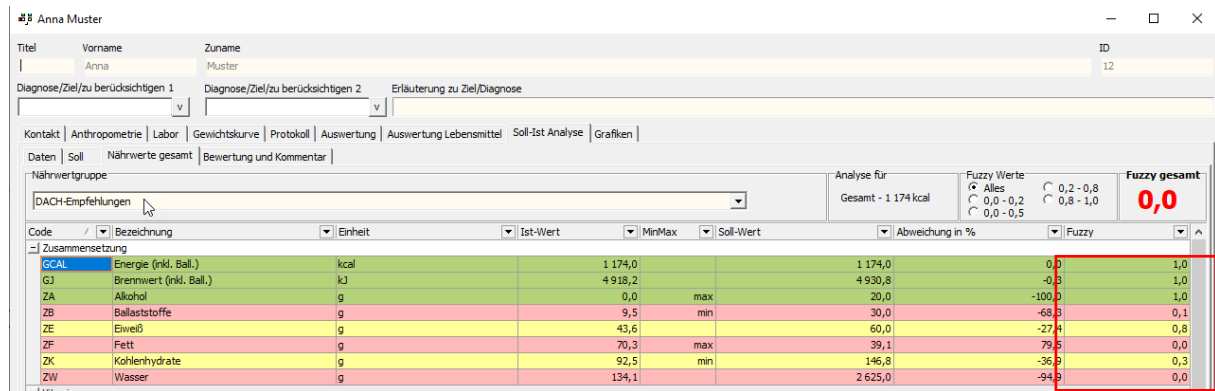 Anna Muster
Titel Vorname Zuname ID
Anna Muster 12
Diagnose/Ziel/zu berücksichtigen 1 Diagnose/Ziel/zu berücksichtigen 2 Erläuterung zu Ziel/Diagnose
v v
Kontakt Anthropometrie Labor Gewichtskurve Protokoll Auswertung Auswertung Lebensmittel Soll-Ist Analyse Grafiken
Daten Soll Nährwerte gesamt Bewertung und Kommentar
Nährwertgruppe Analyse für Fuzzy Werte Fuzzy gesamt
DACH-Empfehlungen Gesamt - 1 174 kcal Alles 0,2 - 0,8 0,0
0,0 - 0,2 0,8 - 1,0
0,0 - 0,5
Code Bezeichnung Einheit Ist-Wert MinMax Soll-Wert Abweichung in % Fuzzy
Zusammensetzung
GCAL Energie (inkl. Ball.) kcal 1 174,0 1 174,0 0,0 1,0
GJ Brennwert (inkl. Ball.) kJ 4 918,2 4 930,8 -0,3 1,0
ZA Alkohol g 0,0 max 20,0 -100,0 1,0
ZB Ballaststoffe g 9,5 min 30,0 -68,3 0,1
ZE Eiweiß g 43,6 60,0 -27,4 0,8
ZF Fett g 70,3 max 39,1 79,5 0,0
ZK Kohlenhydrate g 92,5 min 146,8 -36,9 0,3
ZW Wasser g 134,1 2 625,0 -94,9 0,0